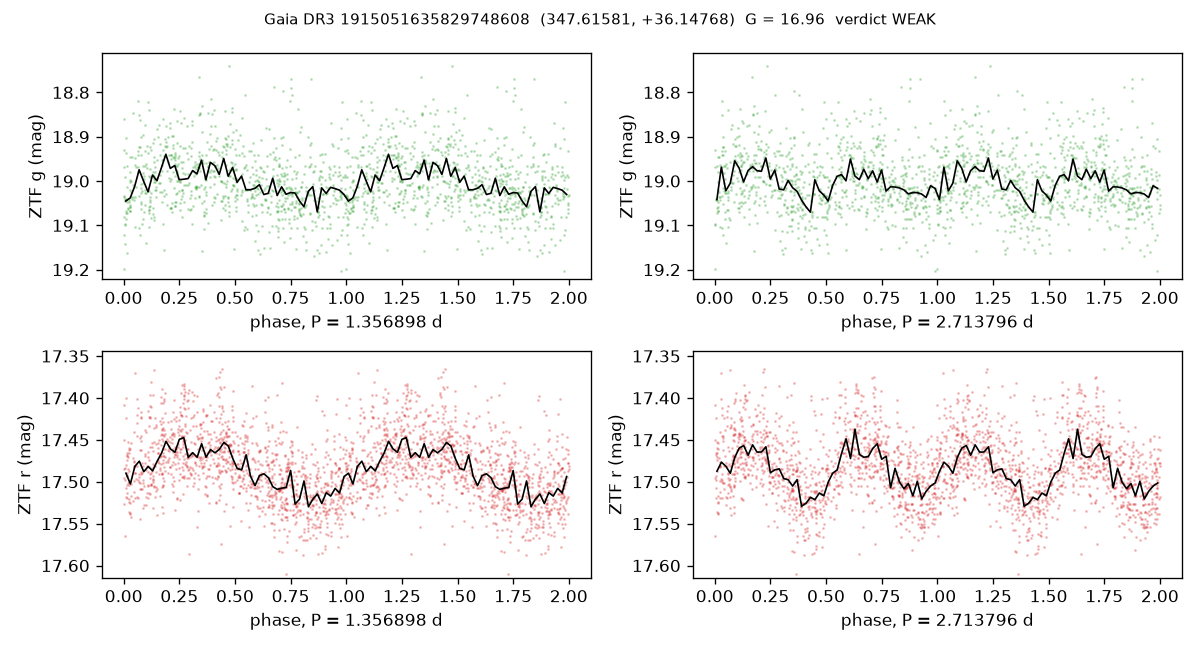 Gaia DR3 1915051635829748608 (347.61581, +36.14768) G = 16.96 verdict WEAK
ZTF g (mag)
18.8
18.9
19.0
19.1
19.2
0.00 0.25 0.50 0.75 1.00 1.25 1.50 1.75 2.00
phase, P = 1.356898 d
ZTF g (mag)
18.8
18.9
19.0
19.1
19.2
0.00 0.25 0.50 0.75 1.00 1.25 1.50 1.75 2.00
phase, P = 2.713796 d
ZTF r (mag)
17.35
17.40
17.45
17.50
17.55
17.60
0.00 0.25 0.50 0.75 1.00 1.25 1.50 1.75 2.00
phase, P = 1.356898 d
ZTF r (mag)
17.35
17.40
17.45
17.50
17.55
17.60
0.00 0.25 0.50 0.75 1.00 1.25 1.50 1.75 2.00
phase, P = 2.713796 d